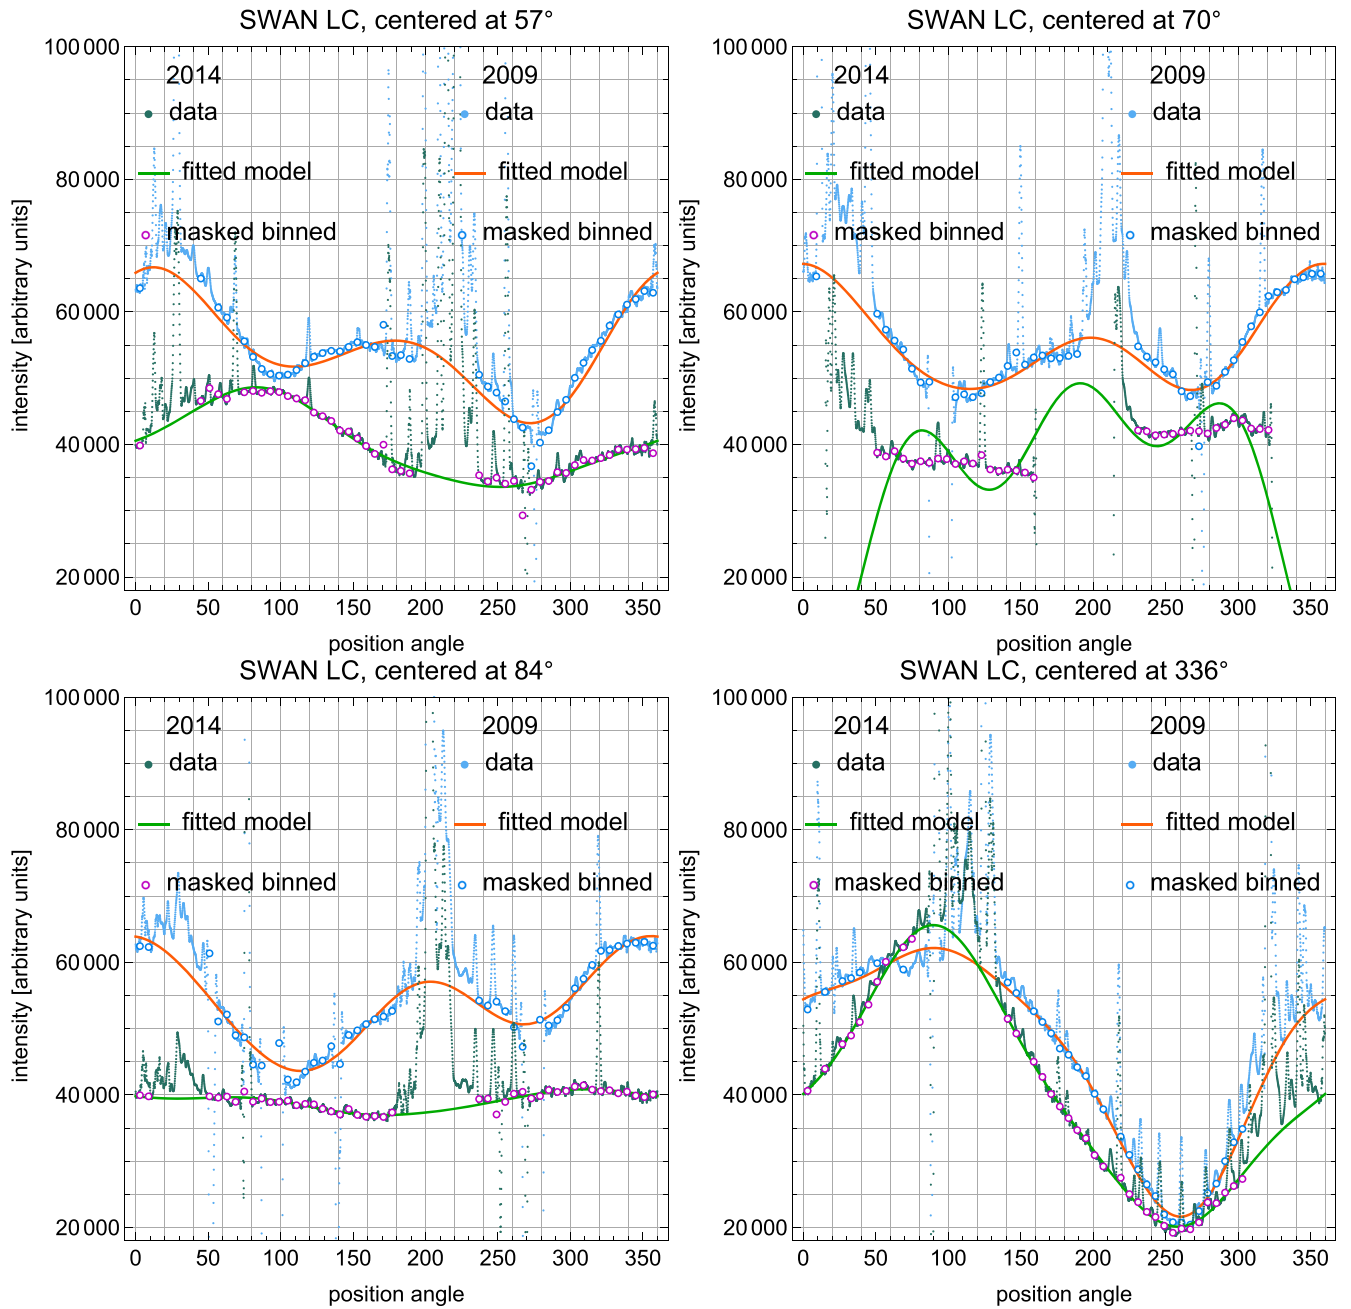 SWAN LC, centered at 57°
100 000
80 000
60 000
40 000
20 000
intensity [arbitrary units]
2014
data
fitted model
masked binned
2009
data
fitted model
masked binned
0 50 100 150 200 250 300 350
position angle
SWAN LC, centered at 70°
100 000
80 000
60 000
40 000
20 000
intensity [arbitrary units]
2014
data
fitted model
masked binned
2009
data
fitted model
masked binned
0 50 100 150 200 250 300 350
position angle
SWAN LC, centered at 84°
100 000
80 000
60 000
40 000
20 000
intensity [arbitrary units]
2014
data
fitted model
masked binned
2009
data
fitted model
masked binned
0 50 100 150 200 250 300 350
position angle
SWAN LC, centered at 336°
100 000
80 000
60 000
40 000
20 000
intensity [arbitrary units]
2014
data
fitted model
masked binned
2009
data
fitted model
masked binned
0 50 100 150 200 250 300 350
position angle